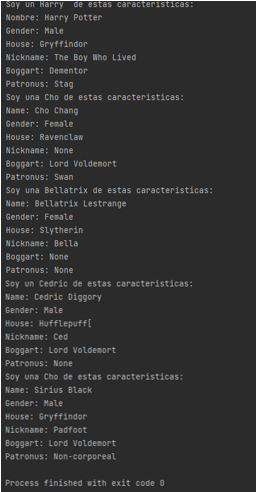 Soy un Harry  de estas caracteristicas:
Nombre: Harry Potter
Gender: Male
House: Gryffindor
Nickname: The Boy Who Lived
Boggart: Dementor
Patronus: Stag
Soy una Cho de estas caracteristicas:
Name: Cho Chang
Gender: Female
House: Ravenclaw
Nickname: None
Boggart: Lord Voldemort
Patronus: Swan
Soy una Bellatrix de estas caracteristicas:
Name: Bellatrix Lestrange
Gender: Female
House: Slytherin
Nickname: Bella
Boggart: None
Patronus: None
Soy un Cedric de estas caracteristicas:
Name: Cedric Diggory
Gender: Male
House: Hufflepuff[
Nickname: Ced
Boggart: Lord Voldemort
Patronus: None
Soy una Cho de estas caracteristicas:
Name: Sirius Black
Gender: Male
House: Gryffindor
Nickname: Padfoot
Boggart: Lord Voldemort
Patronus: Non-corporeal
Process finished with exit code 0